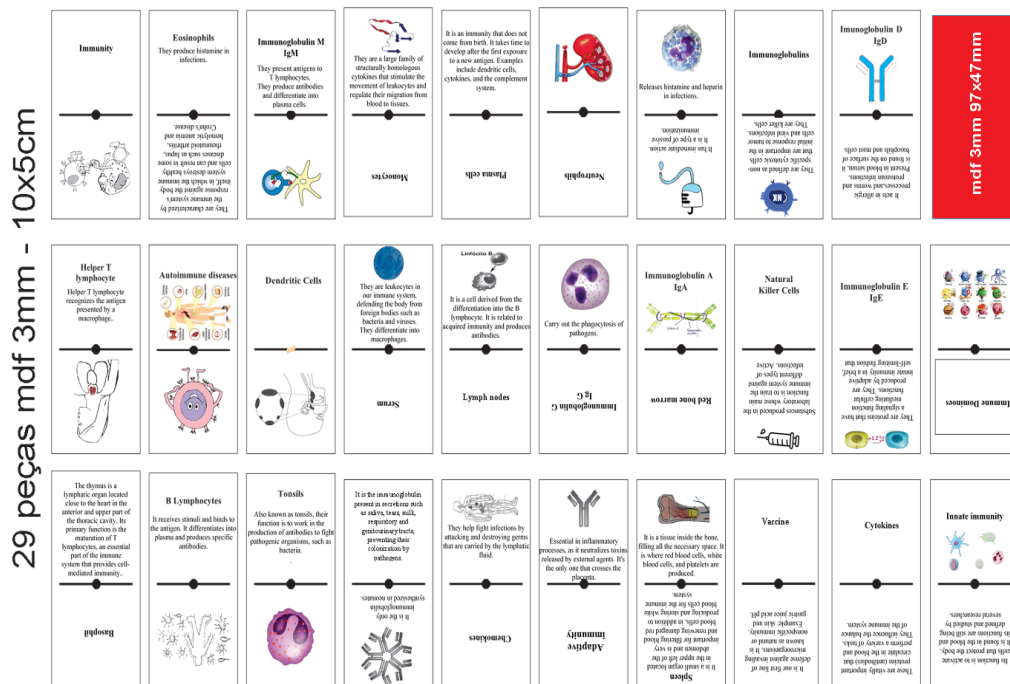 29 peças mdf 3mm - 10x5cm
Immunity
Eosinophils
They produce histamine in
infections.
They are characterized by
the immune system's
response against the body
itself, in which the immune
system destroys healthy
cells and can result in some
diseases such as lupus,
rheumatoid arthritis,
hemolytic anemia and
Crohn's disease.
Immunoglobulin M
IgM
They present antigens to
T lymphocytes.
They produce antibodies
and differentiate into
plasma cells.
They are a large family of
structurally homologous
cytokines that stimulate the
movement of leukocytes and
regulate their migration from
blood to tissues.
Monocytes
It is an immunity that does not
come from birth. It takes time to
develop after the first exposure
to a new antigen. Examples
include dendritic cells,
cytokines, and the complement
system.
Plasma cells
Neutrophils
Releases histamine and heparin
in infections.
It has immediate action.
It is a type of passive
immunization.
Immunoglobulins
They are defined as non-
specific cytotoxic cells
that are important in the
initial response to tumor
cells and viral infections.
They are killer cells.
NK
Imunoglobulin D
IgD
It acts in allergic
processes,and worms and
protozoan infections.
Present in blood serum, it
is found on the surface of
basophils and mast cells.
mdf 3mm 97x47mm
Helper T
lymphocyte
Helper T lymphocyte
recognizes the antigen
presented by a
macrophage..
Autoimmune diseases
Dendritic Cells
They are leukocytes in
our immune system,
defending the body from
foreign bodies such as
bacteria and viruses.
They differentiate into
macrophages.
Serum
Linfócito B
It is a cell derived from the
differentiation into the B
lymphocyte. It is related to
acquired immunity and produces
antibodies.
Lymph nodes
Carry out the phagocytosis of
pathogens.
Immunoglobulin G
Ig G
Immunoglobulin A
IgA
Red bone marrow
Natural
Killer Cells
Substances produced in the
laboratory whose main
function is to train the
immune system against
different types of
infections. Active
Immunoglobulin E
IgE
They are proteins that have
a signaling function
mediating cellular
functions. They are
produced by adaptive
innate immunity in a brief,
self-limiting fashion that
Immune Dominoes
The thymus is a
lymphatic organ located
close to the heart in the
anterior and upper part of
the thoracic cavity. Its
primary function is the
maturation of T
lymphocytes, an essential
part of the immune
system that provides cell-
mediated immunity..
Basophil
B Lymphocytes
It receives stimuli and binds to
the antigen. It differentiates into
plasma and produces specific
antibodies.
Tonsils
Also known as tonsils, their
function is to work in the
production of antibodies to fight
pathogenic organisms, such as
bacteria.
.
It is the immunoglobulin
present in secretions such
as saliva, tears, milk,
respiratory and
genitourinary tracts,
preventing their
colonization by
pathogens.
It is the only
immunoglobulin
synthesized in neonates.
They help fight infections by
attacking and destroying germs
that are carried by the lymphatic
fluid.
Chemokines
Essential in inflammatory
processes, as it neutralizes toxins
released by external agents. It's
the only one that crosses the
placenta.
Adaptive
immunity
It is a tissue inside the bone,
filling all the necessary space. It
is where red blood cells, white
blood cells, and platelets are
produced.
Spleen
It is a small organ located
in the upper left of the
abdomen and is very
important for filtering blood
and removing damaged red
blood cells, in addition to
producing and storing white
blood cells for the immune
system.
Vaccine
It is our first line of
defense against invading
microorganisms. It is
known as natural or
nonspecific immunity.
Example: skin and
gastric juice acid pH.
Cytokines
These are vitally important
proteins (antibodies) that
circulate in the blood and
perform a variety of tasks.
They influence the balance
of the immune system.
Innate immunity
Its function is to activate
cells that protect the body.
It is found in the blood and
its functions are still being
defined and studied by
several researchers.